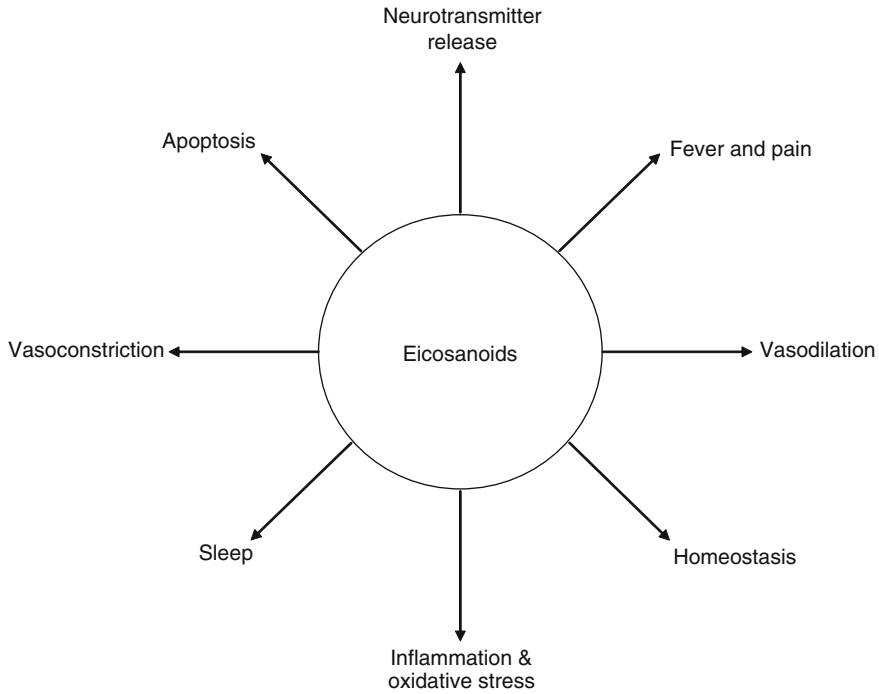 Neurotransmitter
release
Apoptosis
Fever and pain
Vasoconstriction
Eicosanoids
Vasodilation
Sleep
Homeostasis
Inflammation &
oxidative stress